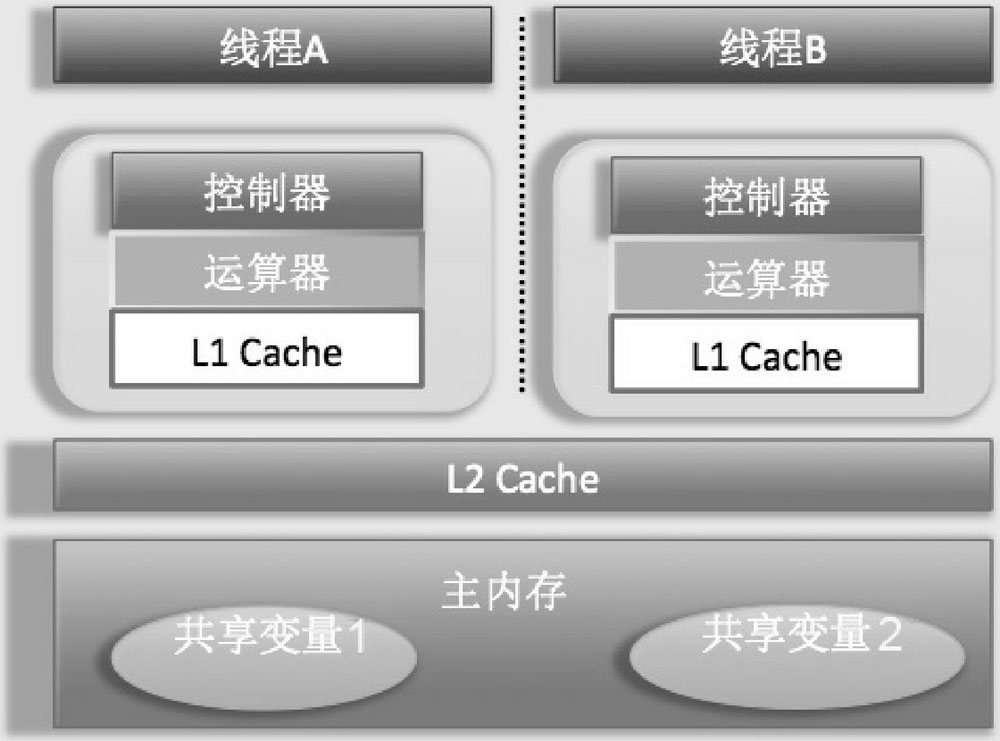 线程A
线程B
控制器
运算器
L1 Cache
控制器
运算器
L1 Cache
L2 Cache
主内存
共享变量1
共享变量2